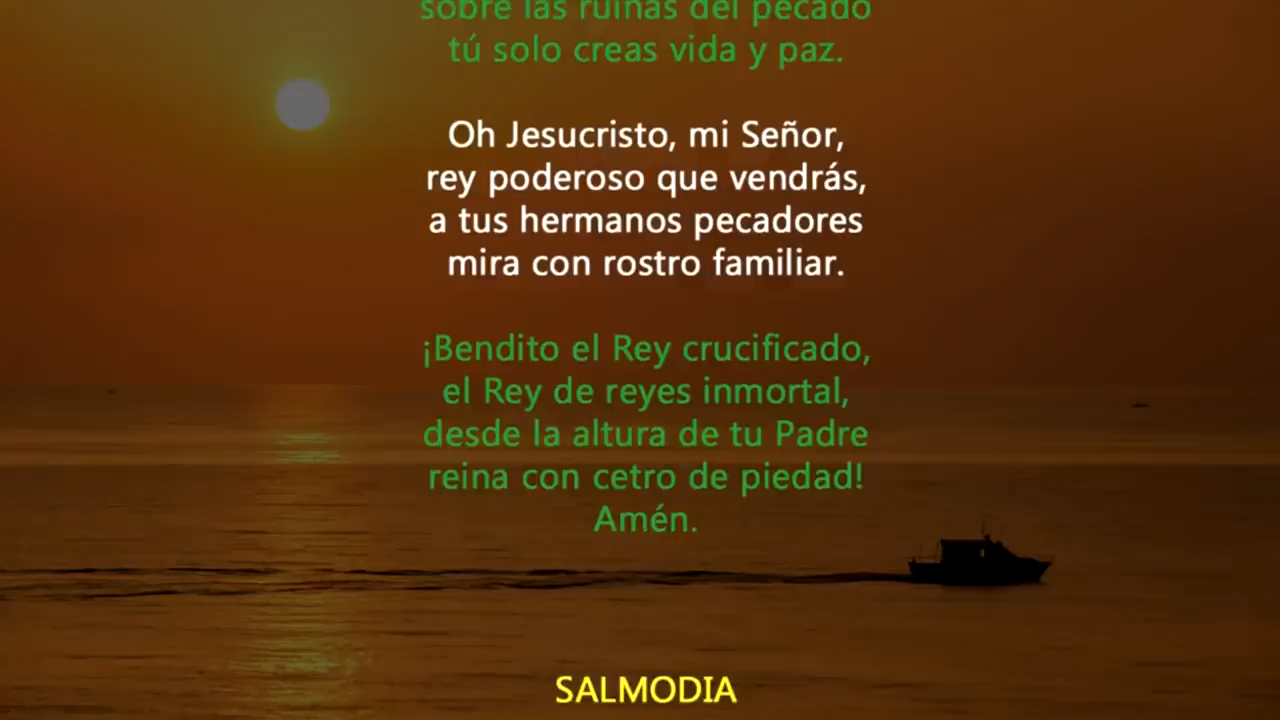 sobre las ruinas del pecado
tú solo creas vida y paz.
Oh Jesucristo, mi Señor,
rey poderoso que vendrás,
a tus hermanos pecadores
mira con rostro familiar.
¡Bendito el Rey crucificado,
el Rey de reyes inmortal,
desde la altura de tu Padre
reina con cetro de piedad!
Amén.
SALMODIA